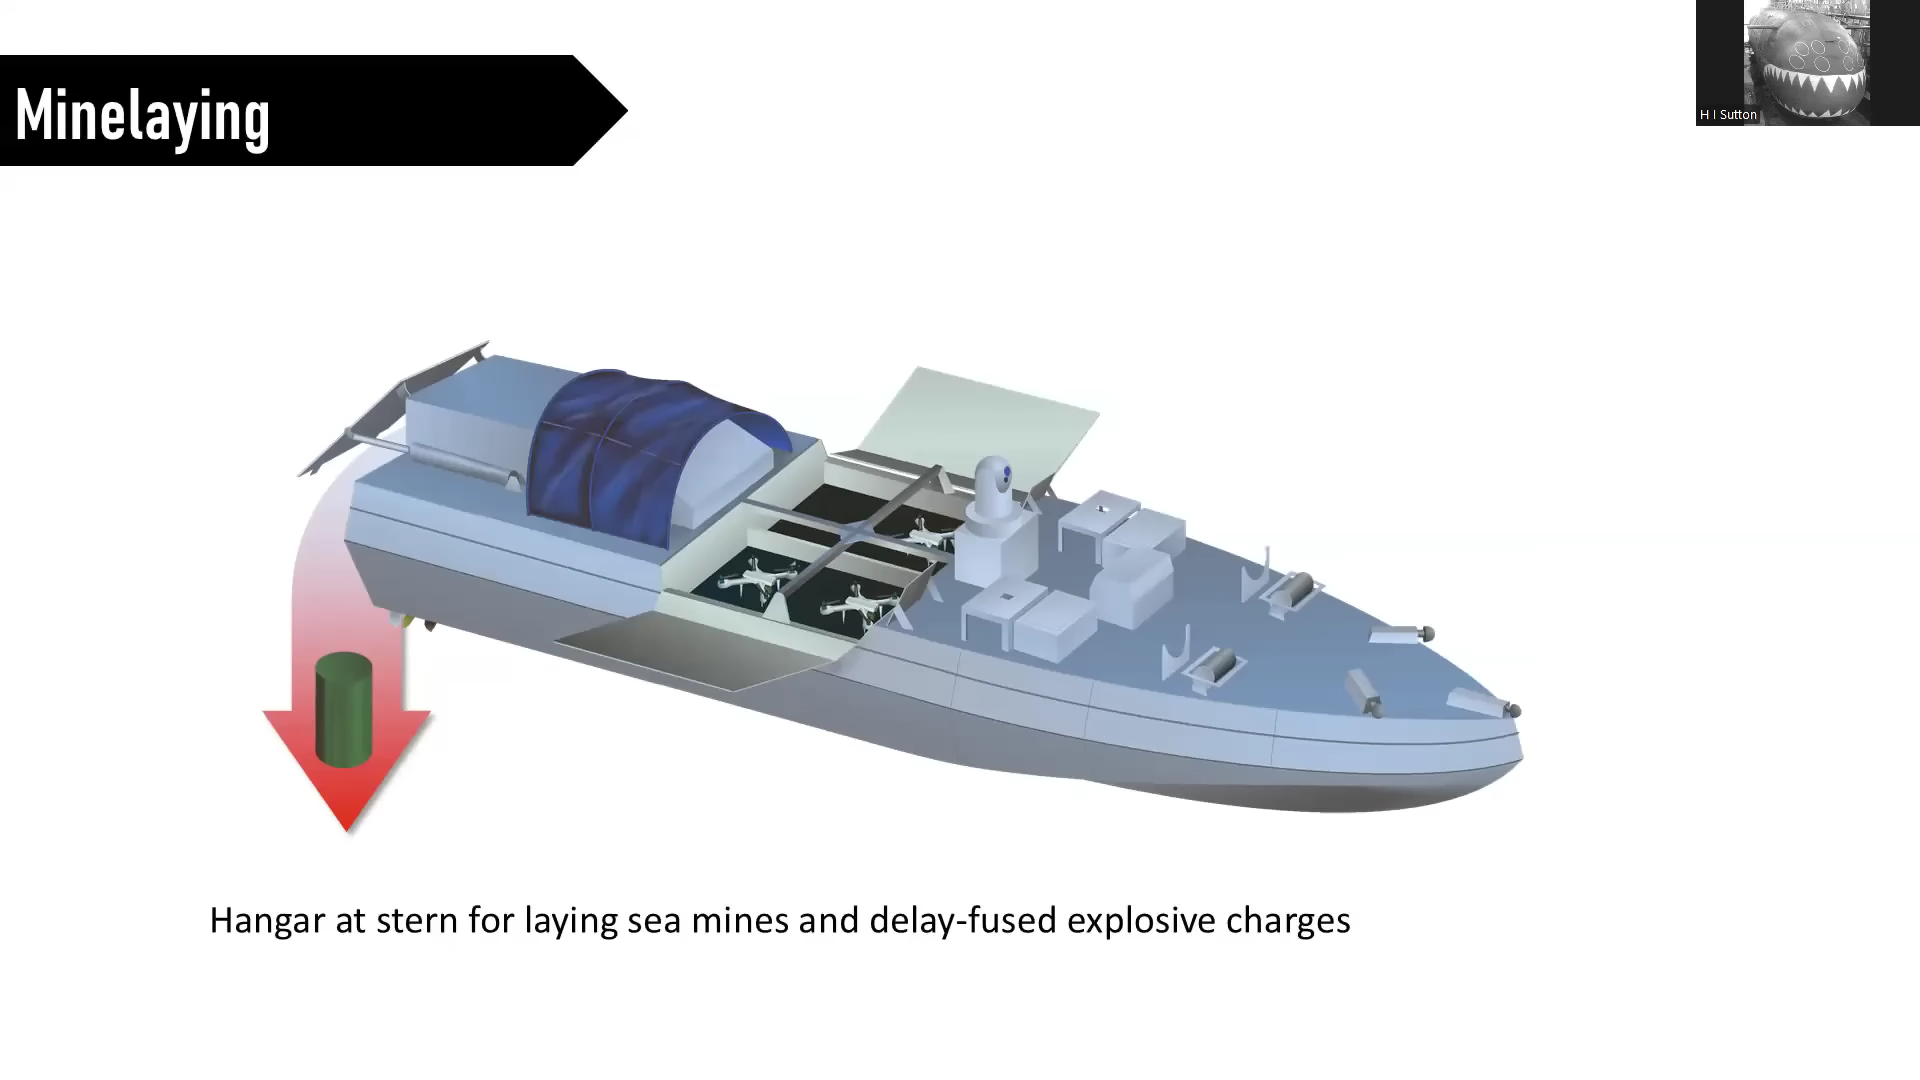 Minelaying
H I Sutton
Hangar at stern for laying sea mines and delay-fused explosive charges